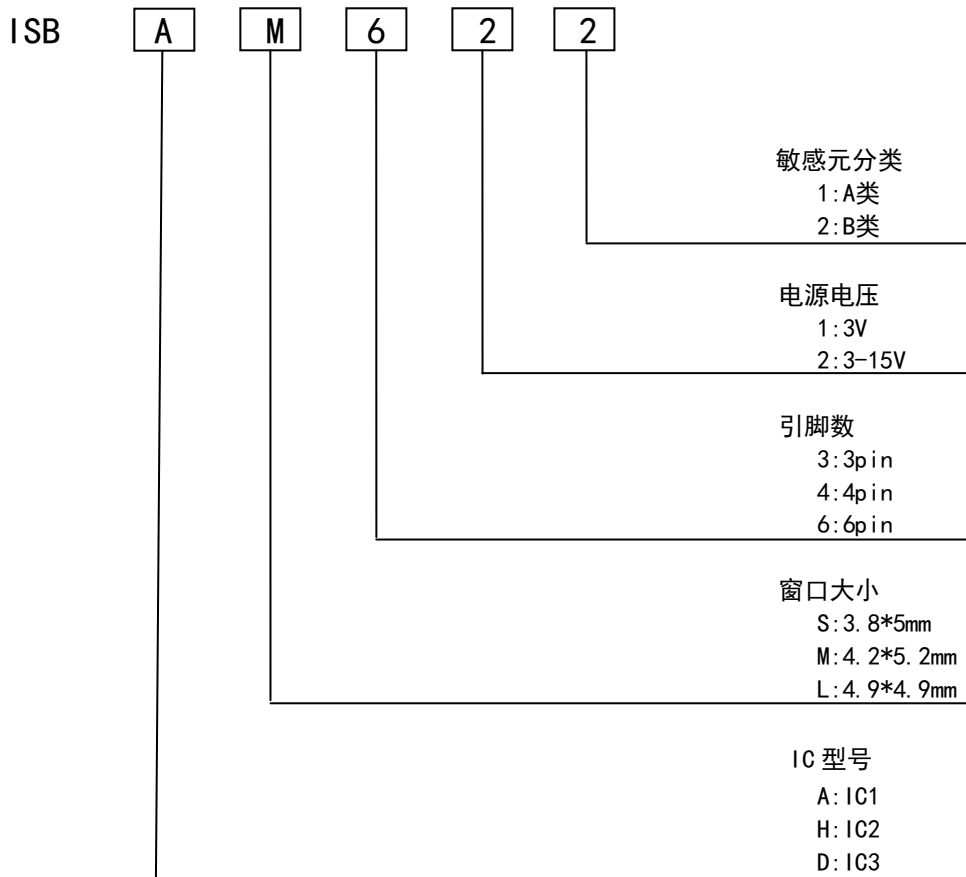 ISB A M 6 2 2
敏感元分类
1:A类
2:B类
电源电压
1:3V
2:3-15V
引脚数
3:3pin
4:4pin
6:6pin
窗口大小
S:3.8*5mm
M:4.2*5.2mm
L:4.9*4.9mm
IC 型号
A:IC1
H:IC2
D:IC3